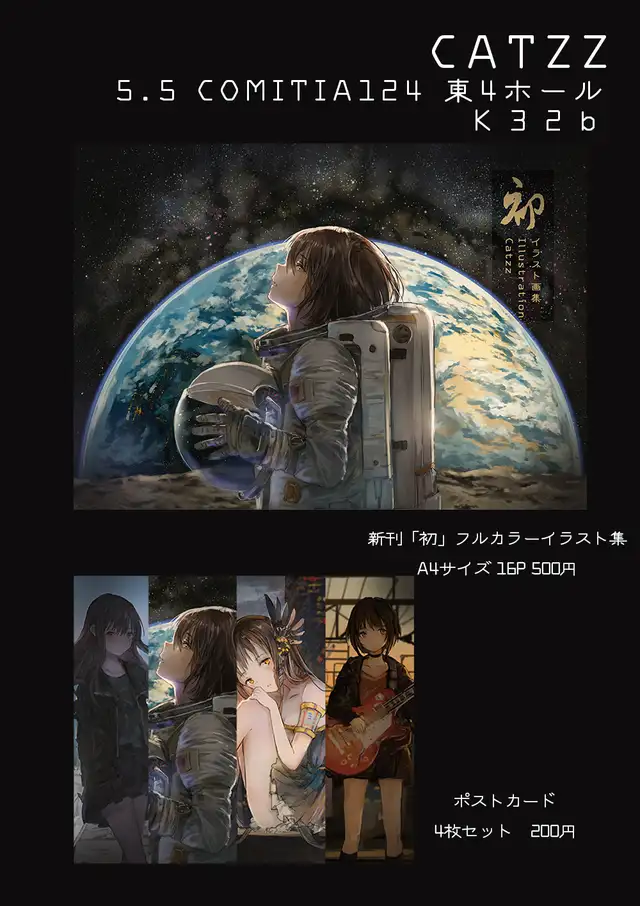 CATZZ
5.5 COMITIA124 東4ホール
K32b
初
イラスト画集
Illustration
Catzz
新刊「初」フルカラーイラスト集
A4サイズ 16P 500円
ポストカード
4枚セット 200円